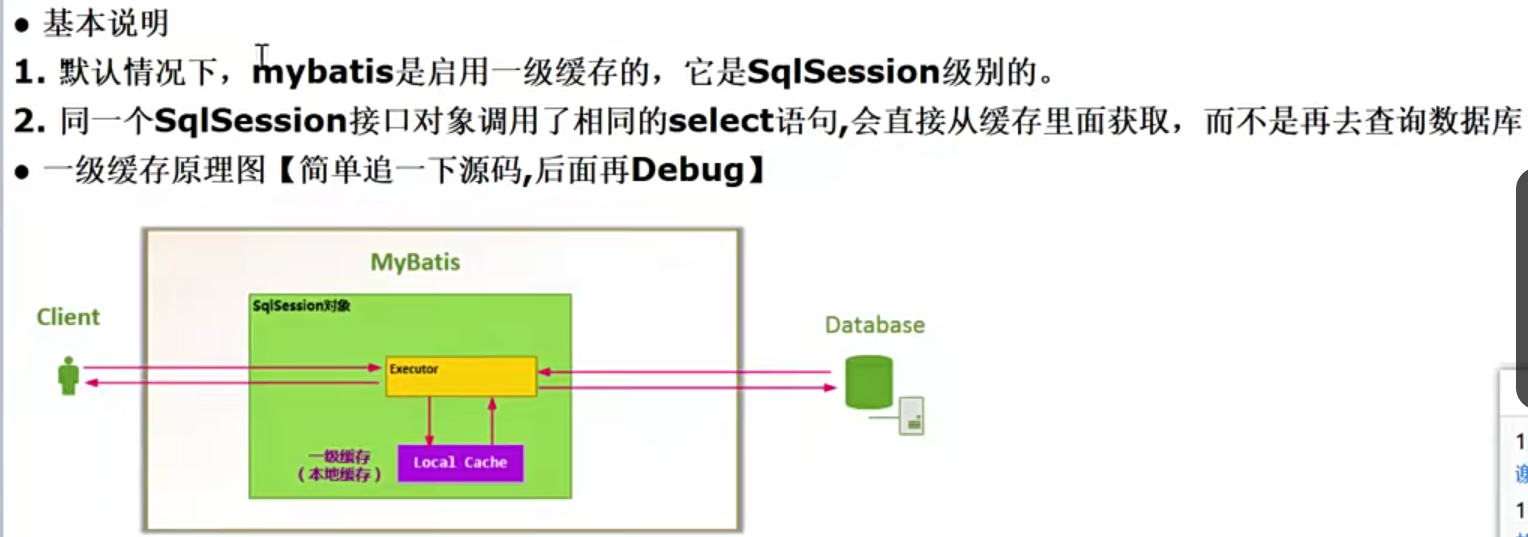 ● 基本说明
1. 默认情况下，mybatis是启用一级缓存的，它是SqlSession级别的。
2. 同一个SqlSession接口对象调用了相同的select语句,会直接从缓存里面获取，而不是再去查询数据库
● 一级缓存原理图【简单追一下源码,后面再Debug】
MyBatis
SqlSession对象
Client
Database
Executor
一级缓存
（本地缓存）
Local Cache
1
谢
1